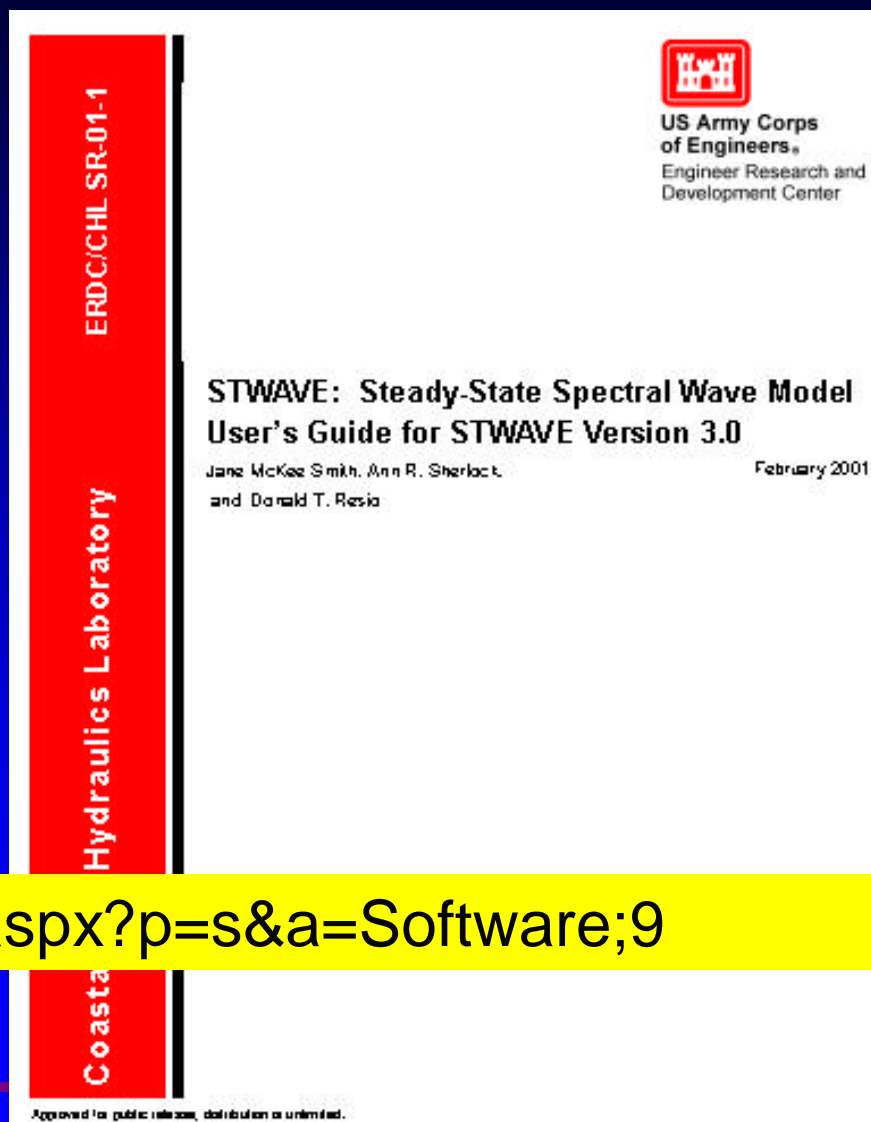 ERDC/CHL SR-01-1
US Army Corps
of Engineers®
Engineer Research and
Development Center
STWAVE: Steady-State Spectral Wave Model
User's Guide for STWAVE Version 3.0
Jane McKee Smith, Ann R. Sherlock,
and Donald T. Resio
February 2001
Coasta Hydraulics Laboratory
spx?p=s&a=Software;9
Approved for public release; distribution is unlimited.